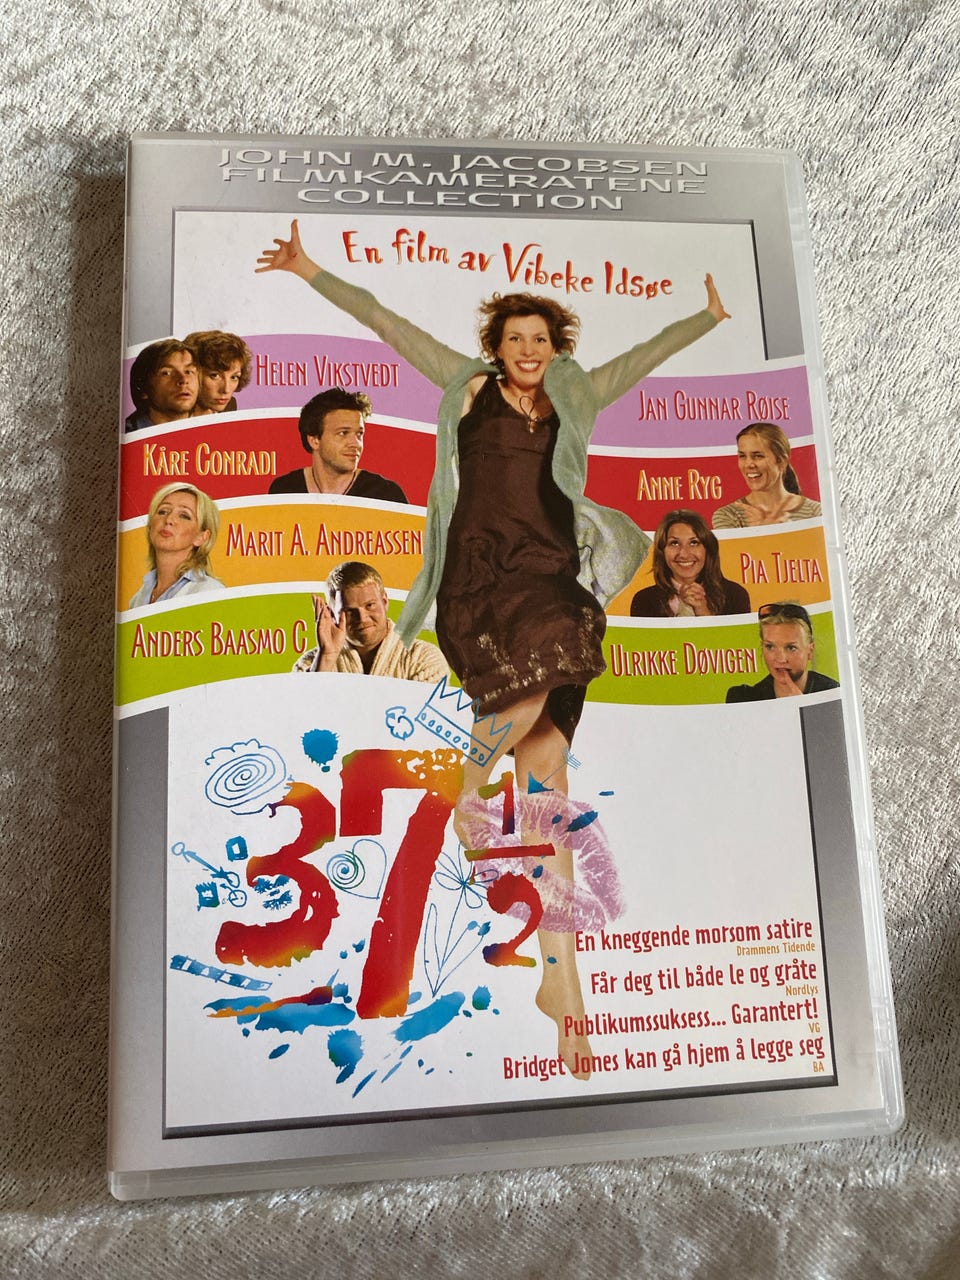 JOHN M. JACOBSEN
FILMKAMERATENE
COLLECTION
En film av Vibeke Idsøe
HELEN VIKSTVEDT
JAN GUNNAR RØISE
KÅRE CONRADI
ANNE RYG
MARIT A. ANDREASSEN
PIA TJELTA
ANDERS BAASMO C
ULRIKKE DØVIGEN
37 1/2
En kneggende morsom satire
Drammens Tidende
Får deg til både le og gråte
Nordlys
Publikumssuksess... Garantert!
VG
Bridget Jones kan gå hjem å legge seg
BA